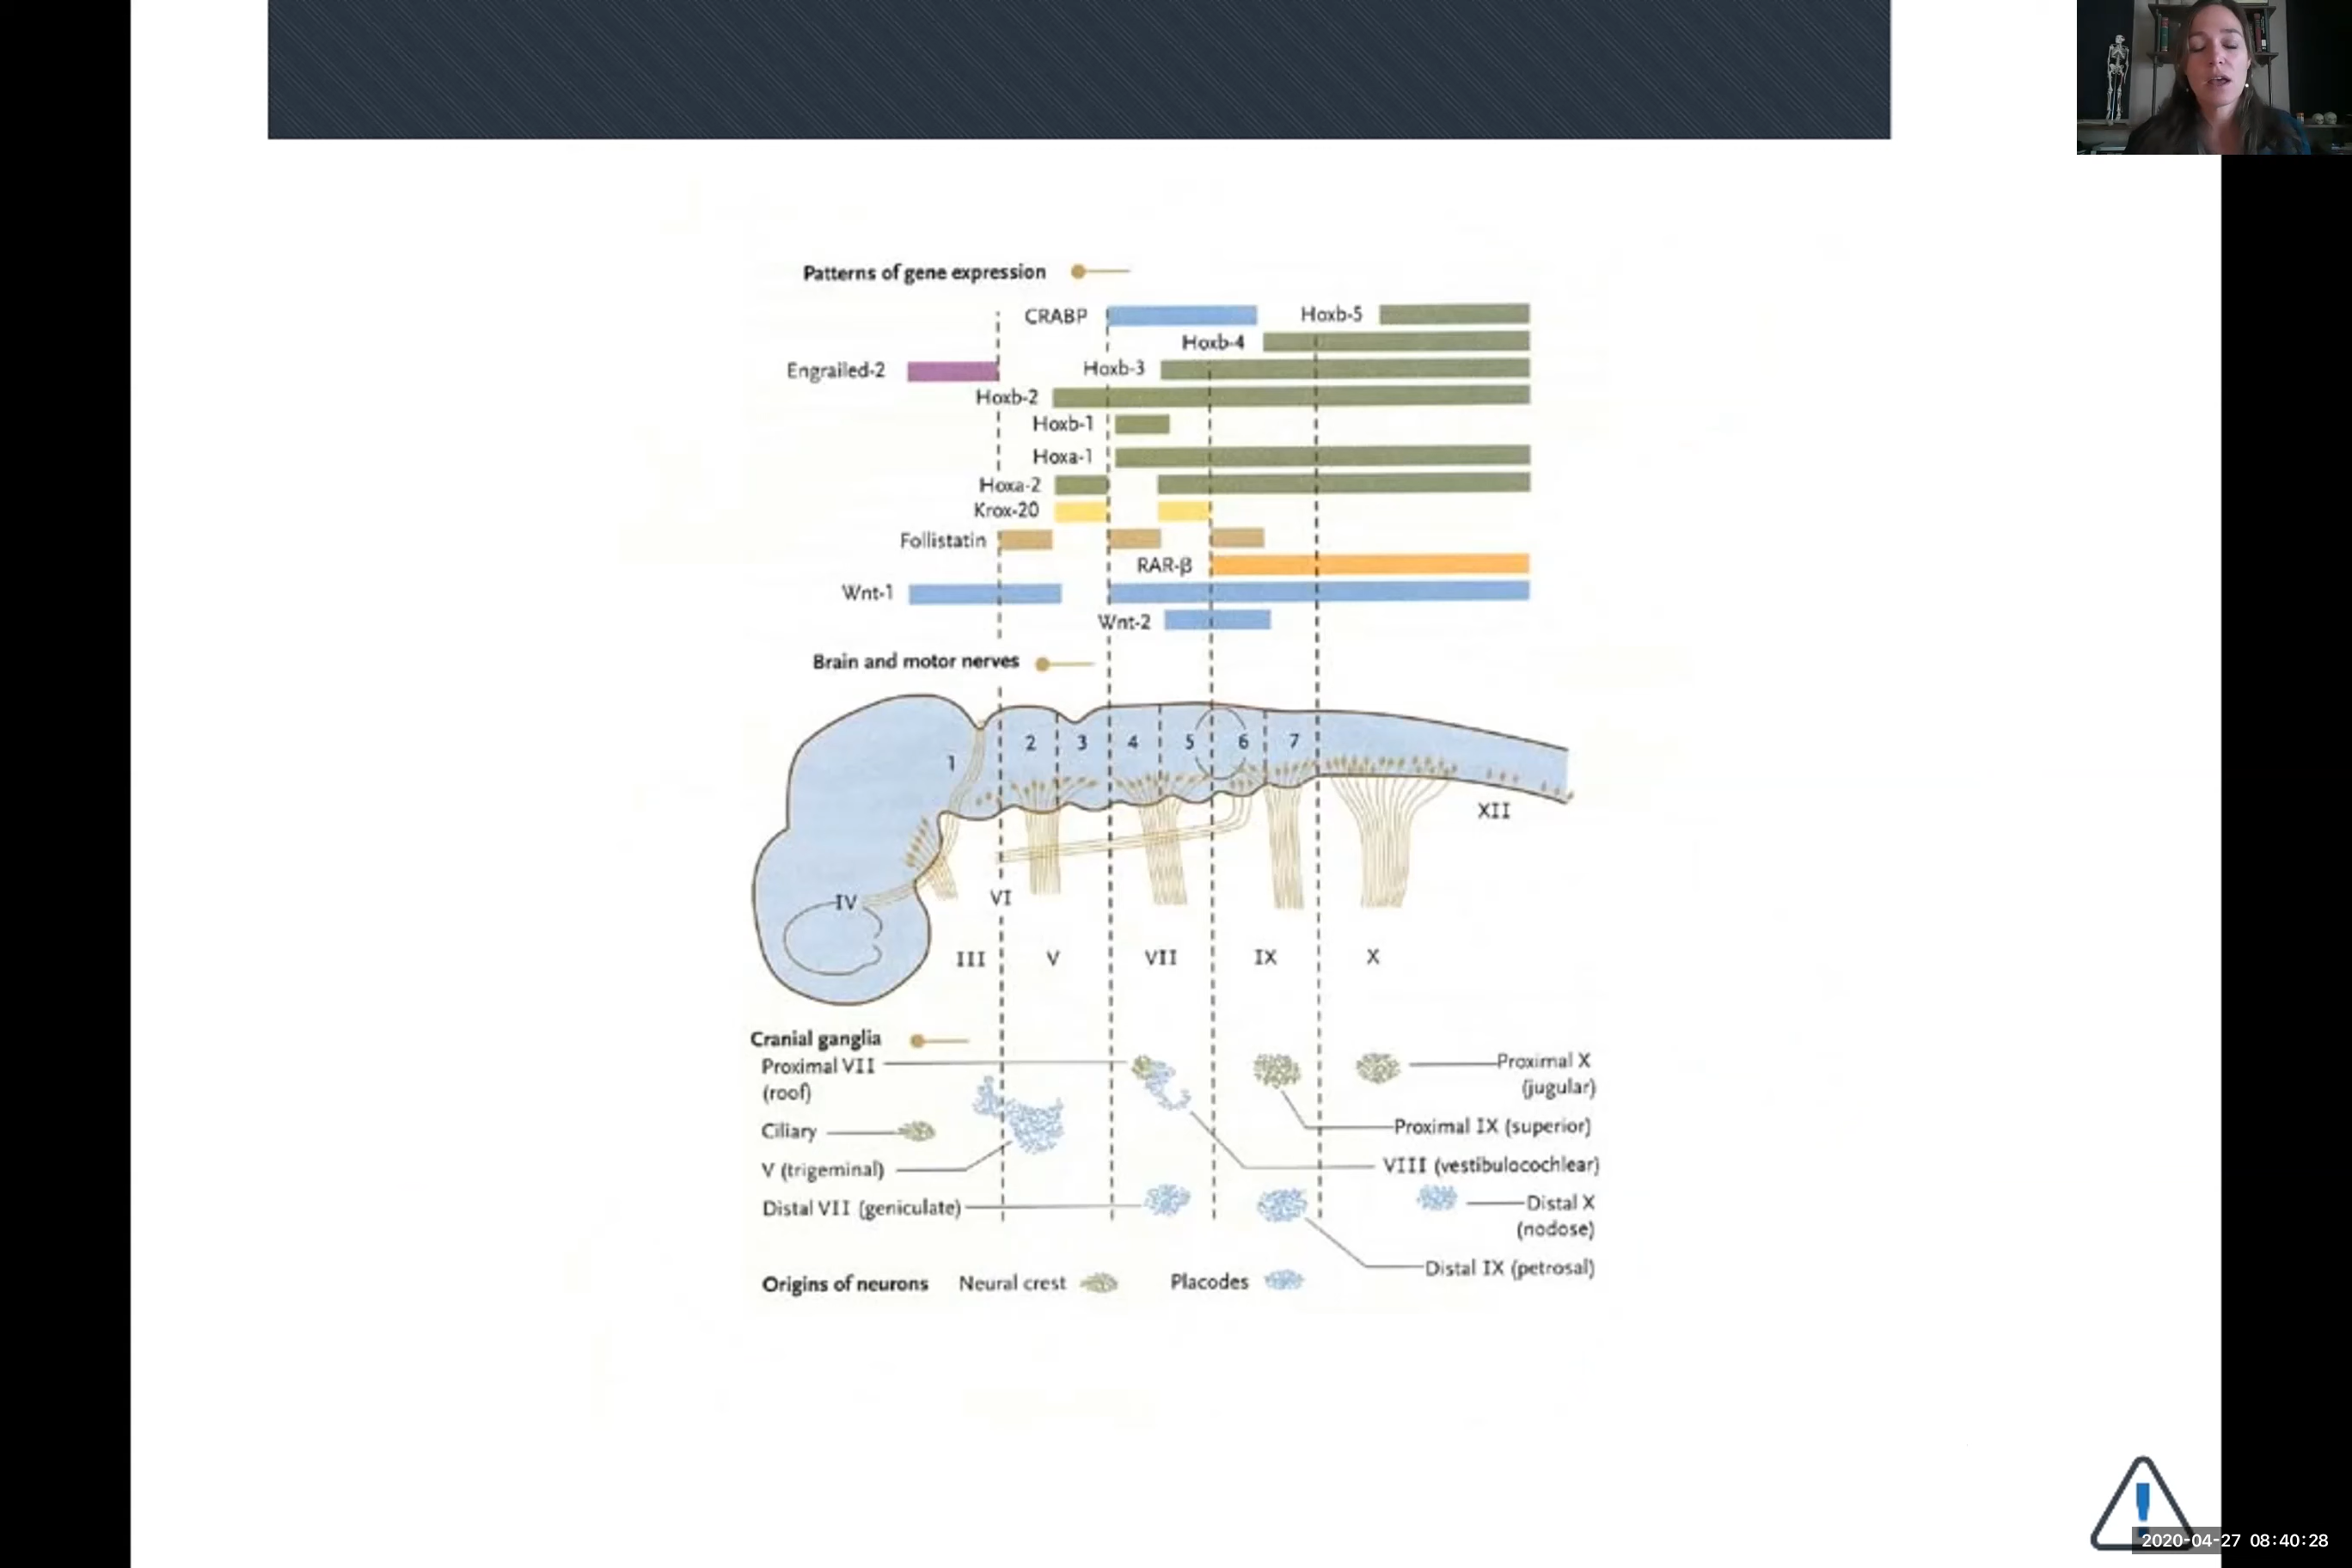 Patterns of gene expression
CRABP
Hoxb-5
Hoxb-4
Engrailed-2
Hoxb-3
Hoxb-2
Hoxb-1
Hoxa-1
Hoxa-2
Krox-20
Follistatin
RAR-β
Wnt-1
Wnt-2
Brain and motor nerves
1
2
3
4
5
6
7
XII
IV
VI
III
V
VII
IX
X
Cranial ganglia
Proximal VII
(roof)
Proximal X
(jugular)
Ciliary
Proximal IX (superior)
V (trigeminal)
VIII (vestibulocochlear)
Distal VII (geniculate)
Distal X
(nodose)
Distal IX (petrosal)
Origins of neurons Neural crest Placodes
2020-04-27 08:40:28